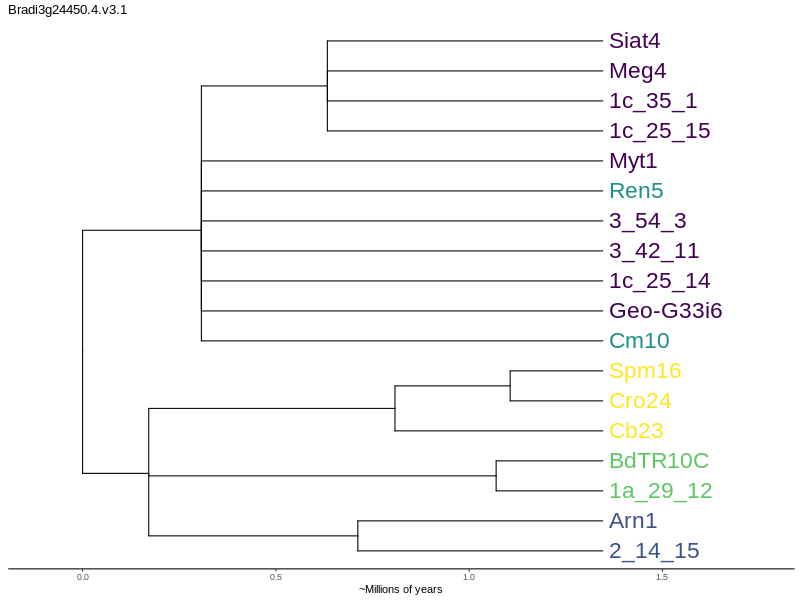 Bradi3g24450.4.v3.1
Siat4
Meg4
1c_35_1
1c_25_15
Myt1
Ren5
3_54_3
3_42_11
1c_25_14
Geo-G33i6
Cm10
Spm16
Cro24
Cb23
BdTR10C
1a_29_12
Arn1
2_14_15
0.0 0.5 1.0 1.5
~Millions of years